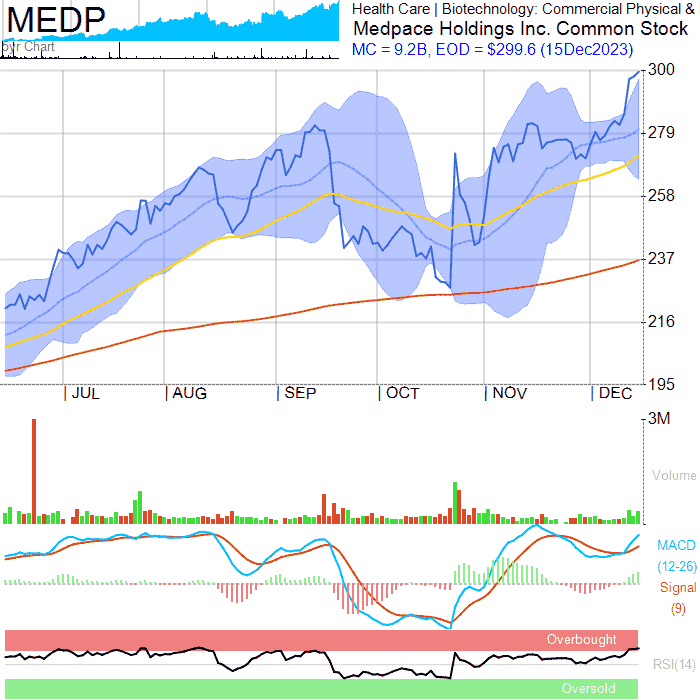 MEDP
Health Care | Biotechnology: Commercial Physical &
Medpace Holdings Inc. Common Stock
MC = 9.2B, EOD = $299.6 (15Dec2023)
yr Chart
300
279
258
237
216
195
| JUL | AUG | SEP | OCT | NOV | DEC
3M
Volume
MACD
(12-26)
Signal
(9)
Overbought
RSI(14)
Oversold